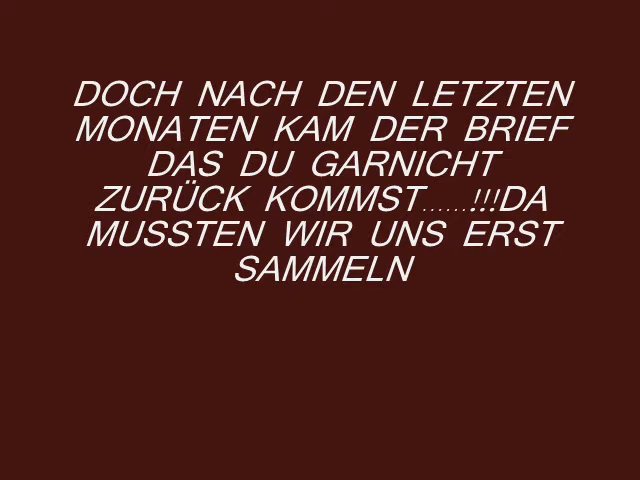 DOCH NACH DEN LETZTEN
MONATEN KAM DER BRIEF
DAS DU GARNICHT
ZURÜCK KOMMST......!!!DA
MUSSTEN WIR UNS ERST
SAMMELN